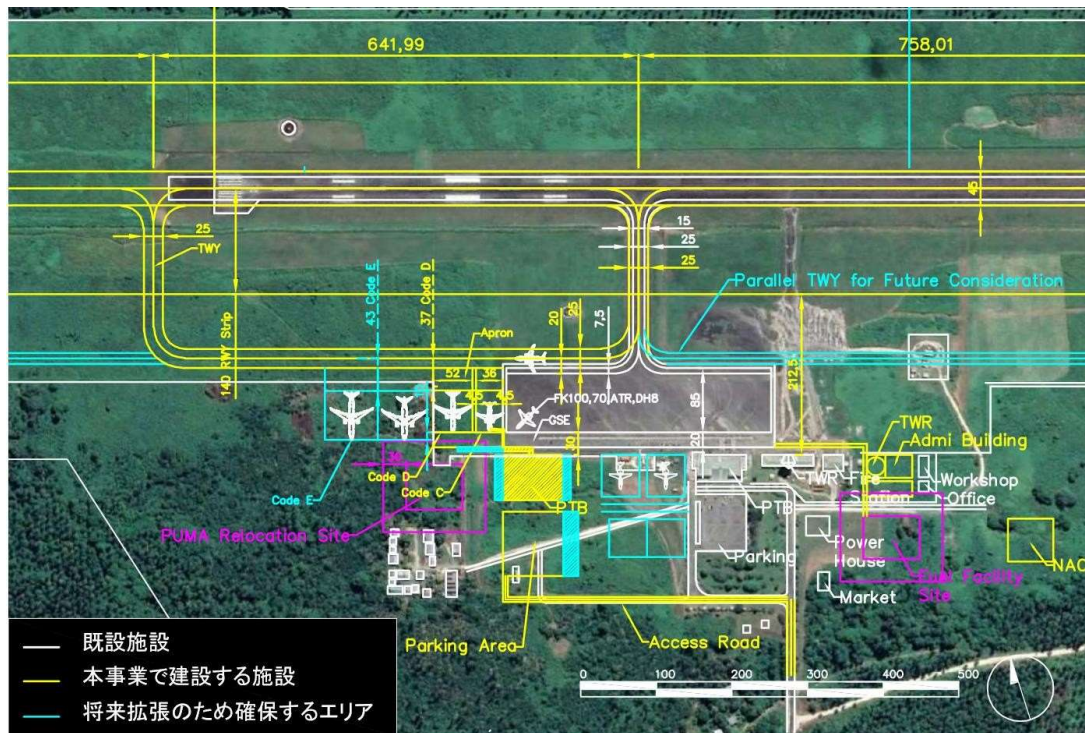 641,99
758,01
45
25
TWY
15
25
25
43 Code E
37 Code D
Parallel TWY for Future Consideration
140 RWY Strip
20
25
7,5
Apron
212,5
52
36
4,5
4,5
FK100,70,ATR,DH8
GSE
85
30
20
TWR
Admi Building
36
Code D
Code C
Code E
PTB
PTB
TWR
Fire
Station
Workshop
Office
PUMA Relocation Site
Parking
Power
House
Fuel Facility
Site
NAC
Market
Parking Area
Access Road
既設施設
本事業で建設する施設
将来拡張のため確保するエリア
0
100
200
300
400
500